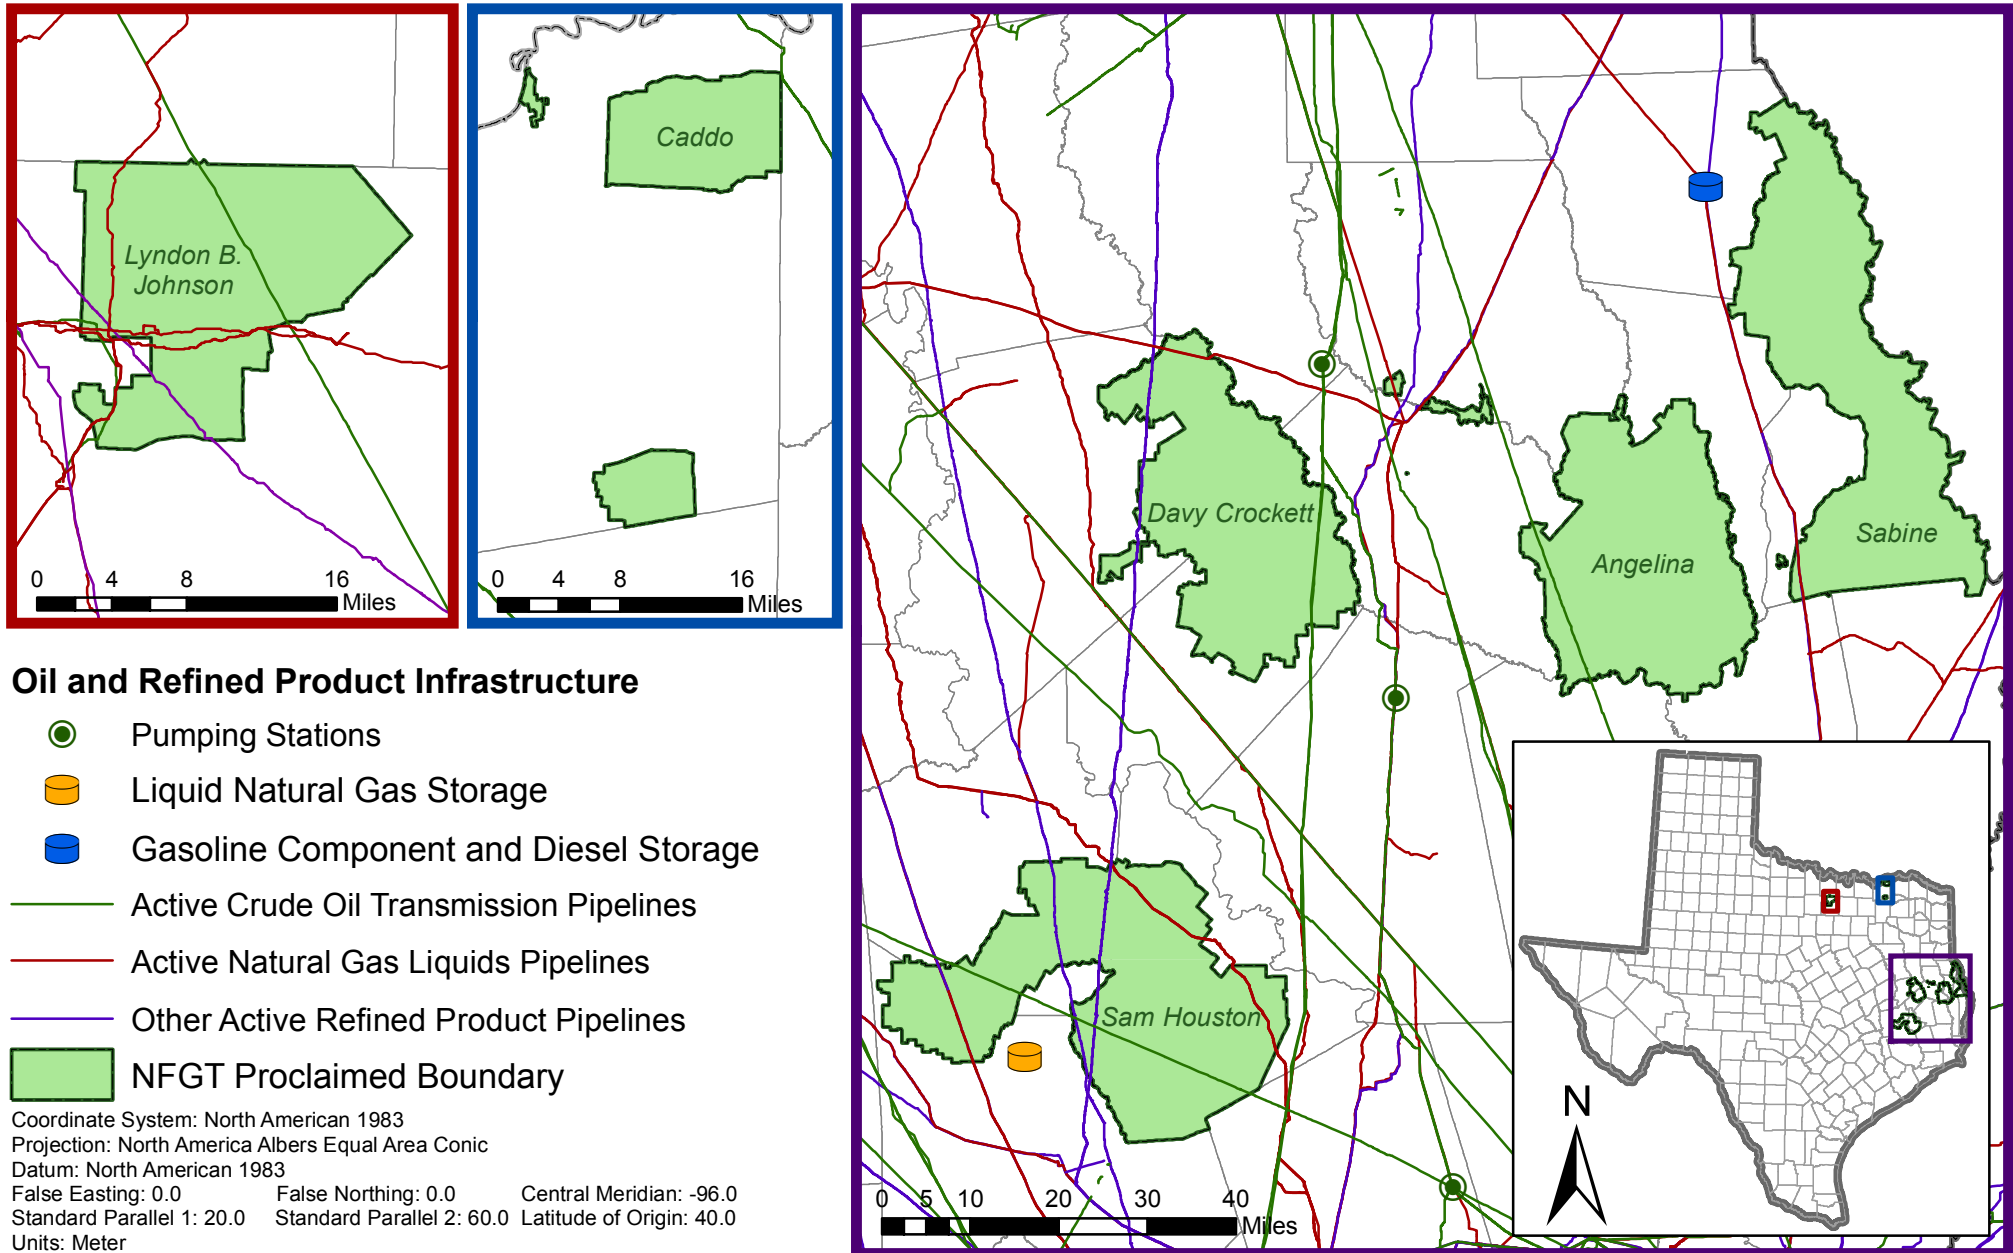 Lyndon B.
Johnson
0 4 8 16
Miles
Caddo
0 4 8 16
Miles
Davy Crockett
Angelina
Sabine
Sam Houston
0 5 10 20 30 40
Miles
N
Oil and Refined Product Infrastructure
Pumping Stations
Liquid Natural Gas Storage
Gasoline Component and Diesel Storage
Active Crude Oil Transmission Pipelines
Active Natural Gas Liquids Pipelines
Other Active Refined Product Pipelines
NFGT Proclaimed Boundary
Coordinate System: North American 1983
Projection: North America Albers Equal Area Conic
Datum: North American 1983
False Easting: 0.0 False Northing: 0.0 Central Meridian: -96.0
Standard Parallel 1: 20.0 Standard Parallel 2: 60.0 Latitude of Origin: 40.0
Units: Meter